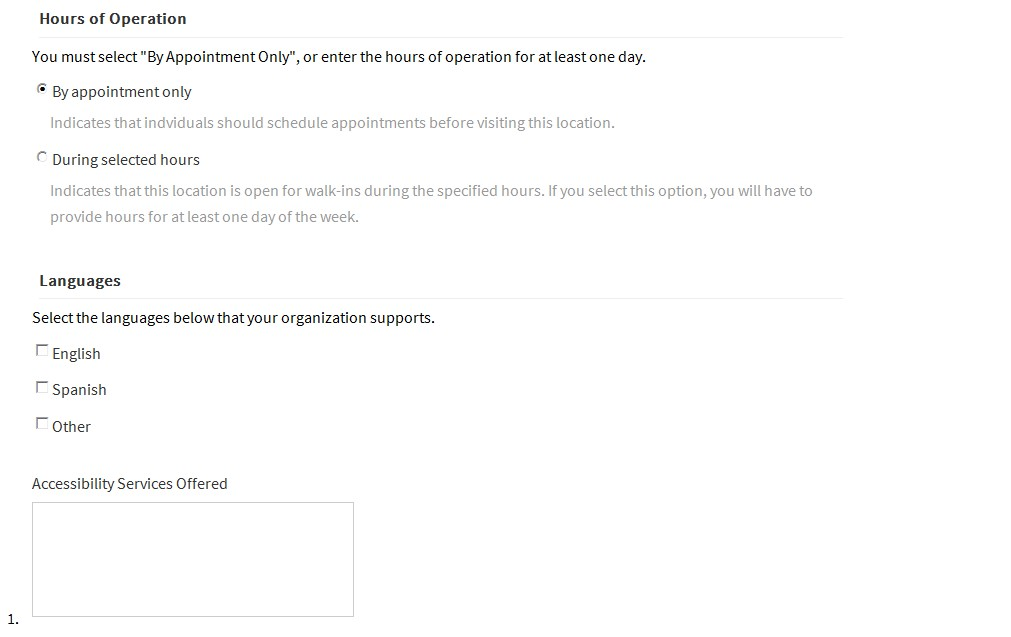 Hours of Operation
You must select "By Appointment Only", or enter the hours of operation for at least one day.
By appointment only
Indicates that indviduals should schedule appointments before visiting this location.
During selected hours
Indicates that this location is open for walk-ins during the specified hours. If you select this option, you will have to
provide hours for at least one day of the week.
Languages
Select the languages below that your organization supports.
English
Spanish
Other
Accessibility Services Offered
1.